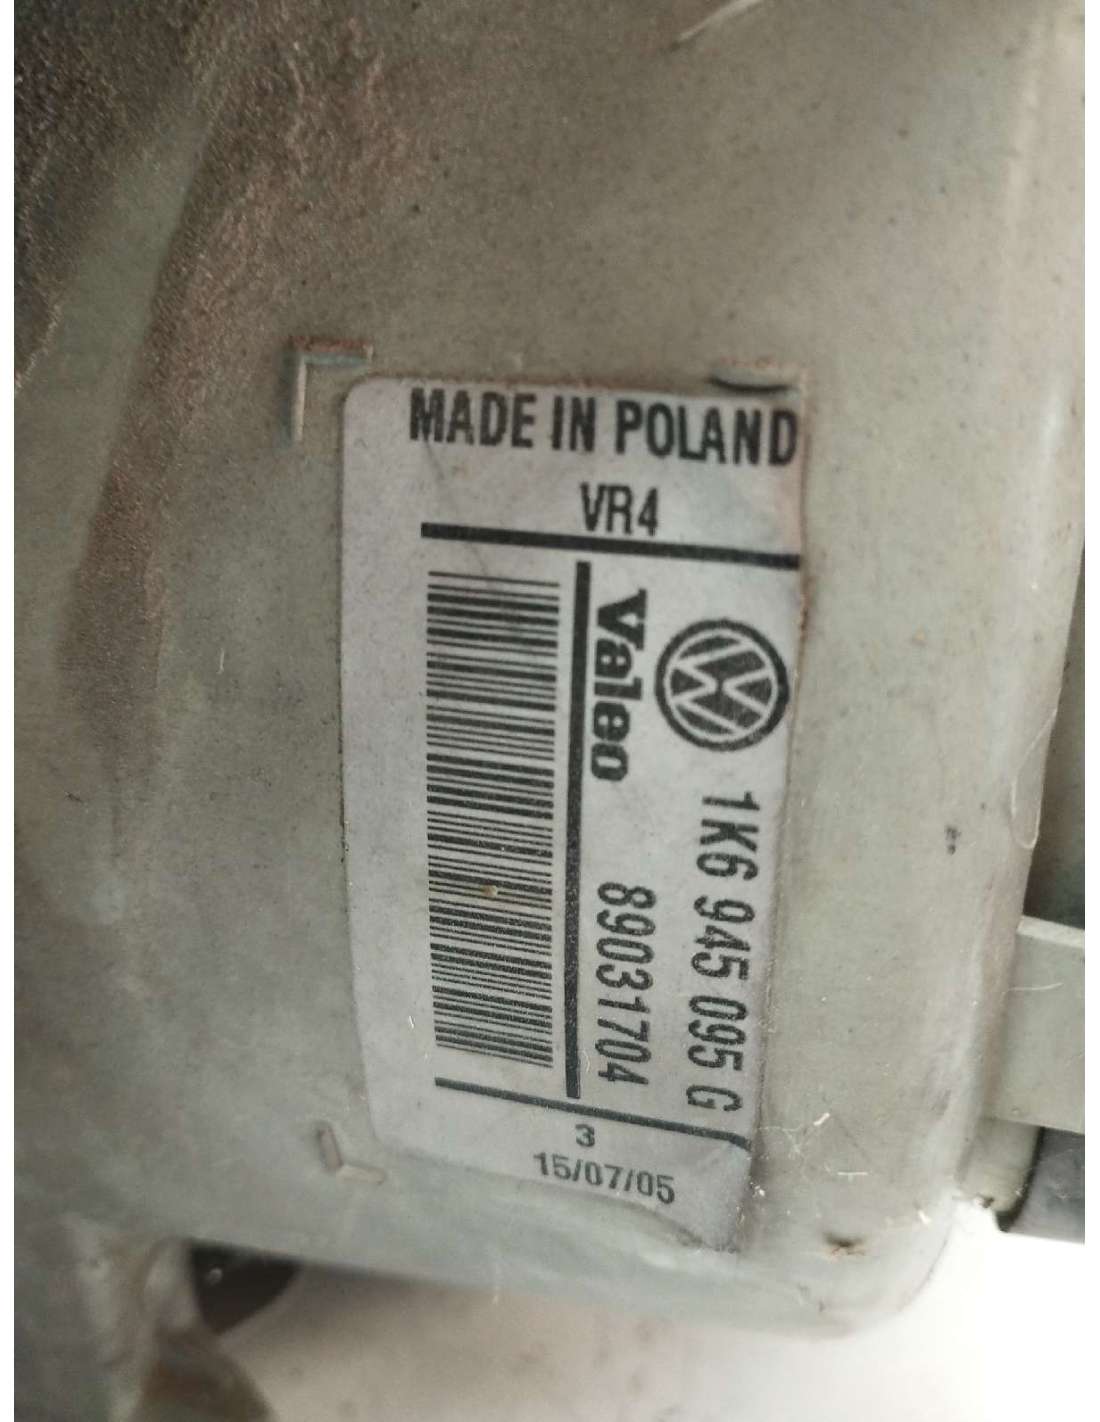 MADE IN POLAND
VR4
1K6 945 095 G
Valeo
89031704
3
15/07/05